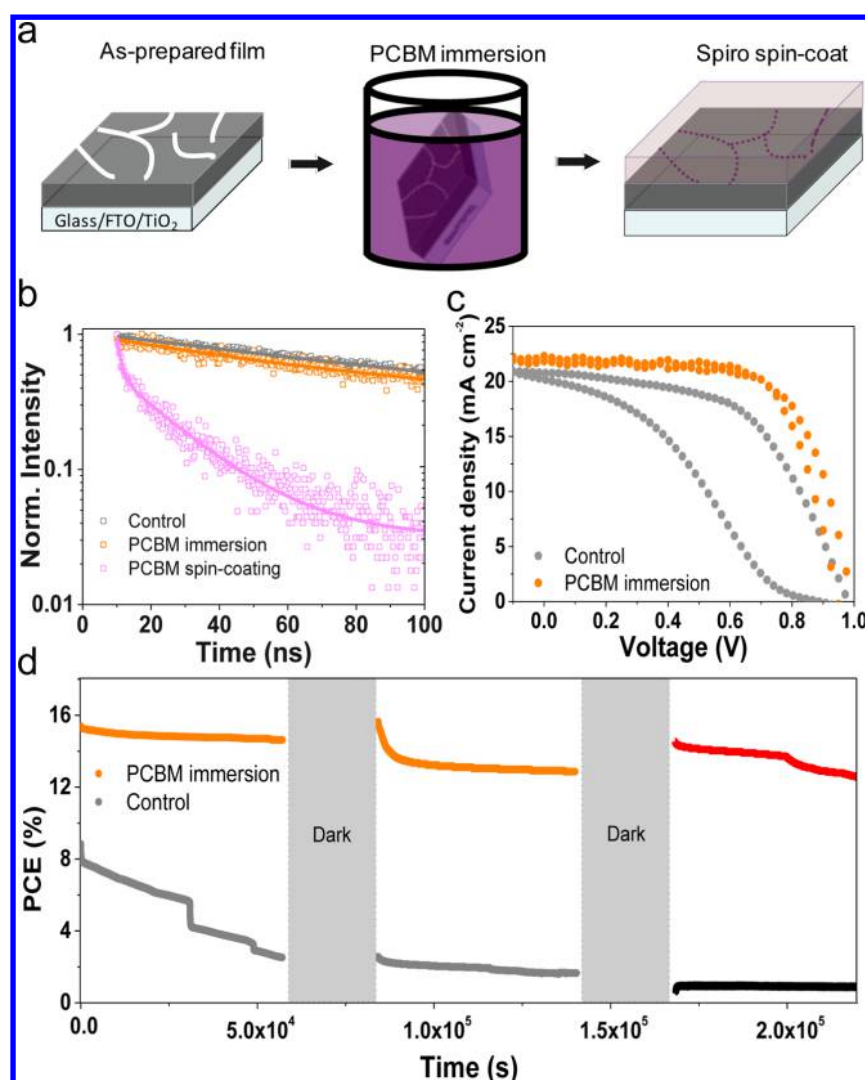 a
As-prepared film
PCBM immersion
Spiro spin-coat
Glass/FTO/TiO₂
b
1
0.1
0.01
Norm. Intensity
Control
PCBM immersion
PCBM spin-coating
20
40
60
80
100
Time (ns)
c
25
20
15
10
5
0
Current density (mA cm⁻²)
Control
PCBM immersion
0.0
0.2
0.4
0.6
0.8
1.0
Voltage (V)
d
16
12
8
4
0
PCE (%)
PCBM immersion
Control
Dark
Dark
5.0x10⁴
1.0x10⁵
1.5x10⁵
2.0x10⁵
Time (s)